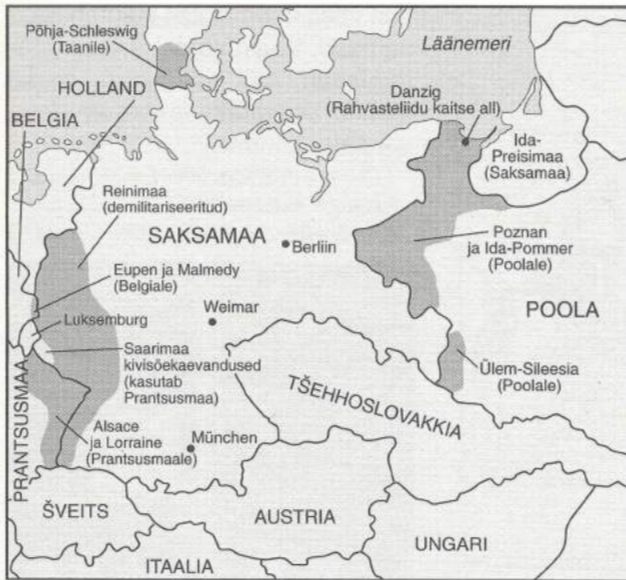 Põhja-Schleswig
(Taanile)
Läänemeri
HOLLAND
Danzig
(Rahvasteliidu kaitse all)
BELGIA
Ida-
Preisimaa
(Saksamaa)
Reinimaa
(demilitariseeritud)
SAKSAMAA
Berliin
Poznan
ja Ida-Pommer
(Poolale)
Eupen ja Malmedy
(Belgiale)
Weimar
POOLA
Luksemburg
Saarimaa
kivisöekaevandused
(kasutab
Prantsusmaa)
Ülem-Sileesia
(Poolale)
TŠEHHOSLOVAKKIA
PRANTSUSMAA
Alsace
ja Lorraine
(Prantsusmaale)
München
ŠVEITS
AUSTRIA
UNGARI
ITAALIA